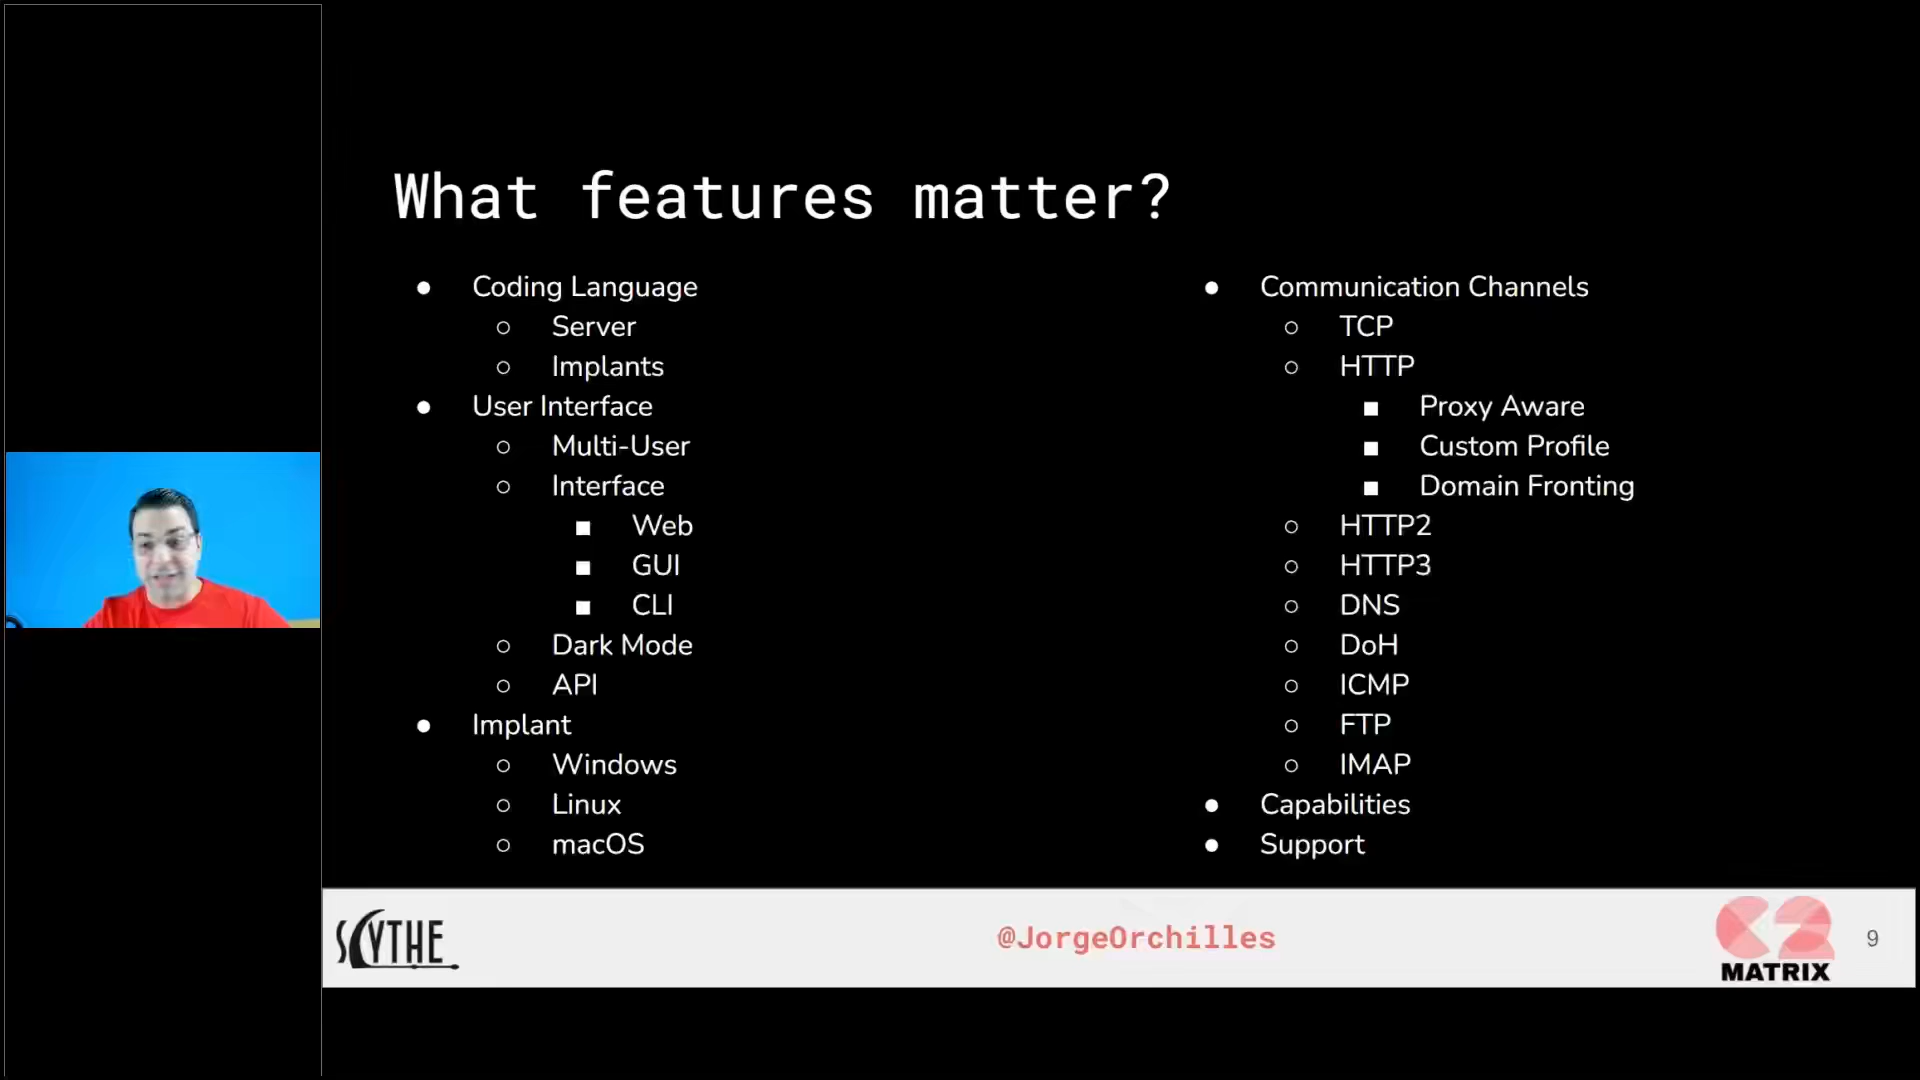 What features matter?
● Coding Language
○ Server
○ Implants
● User Interface
○ Multi-User
○ Interface
■ Web
■ GUI
■ CLI
○ Dark Mode
○ API
● Implant
○ Windows
○ Linux
○ macOS
● Communication Channels
○ TCP
○ HTTP
■ Proxy Aware
■ Custom Profile
■ Domain Fronting
○ HTTP2
○ HTTP3
○ DNS
○ DoH
○ ICMP
○ FTP
○ IMAP
● Capabilities
● Support
SCYTHE
@JorgeOrchilles
C2
MATRIX
9